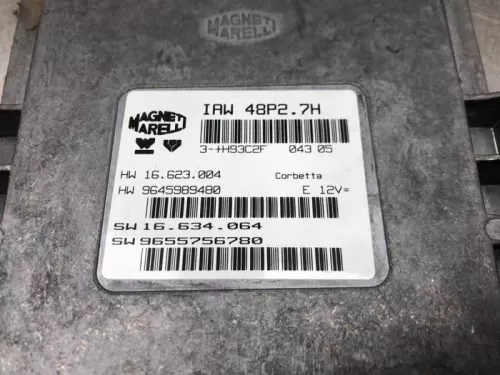 MAGNETI
MARELLI
MAGNETI
MARELLI
IAW 48P2.7H
3-++H93C2F 043 05
HW 16.623.004 Corbetta
HW 9645989480 E 12V=
SW 16.634.064
SW 9655756780